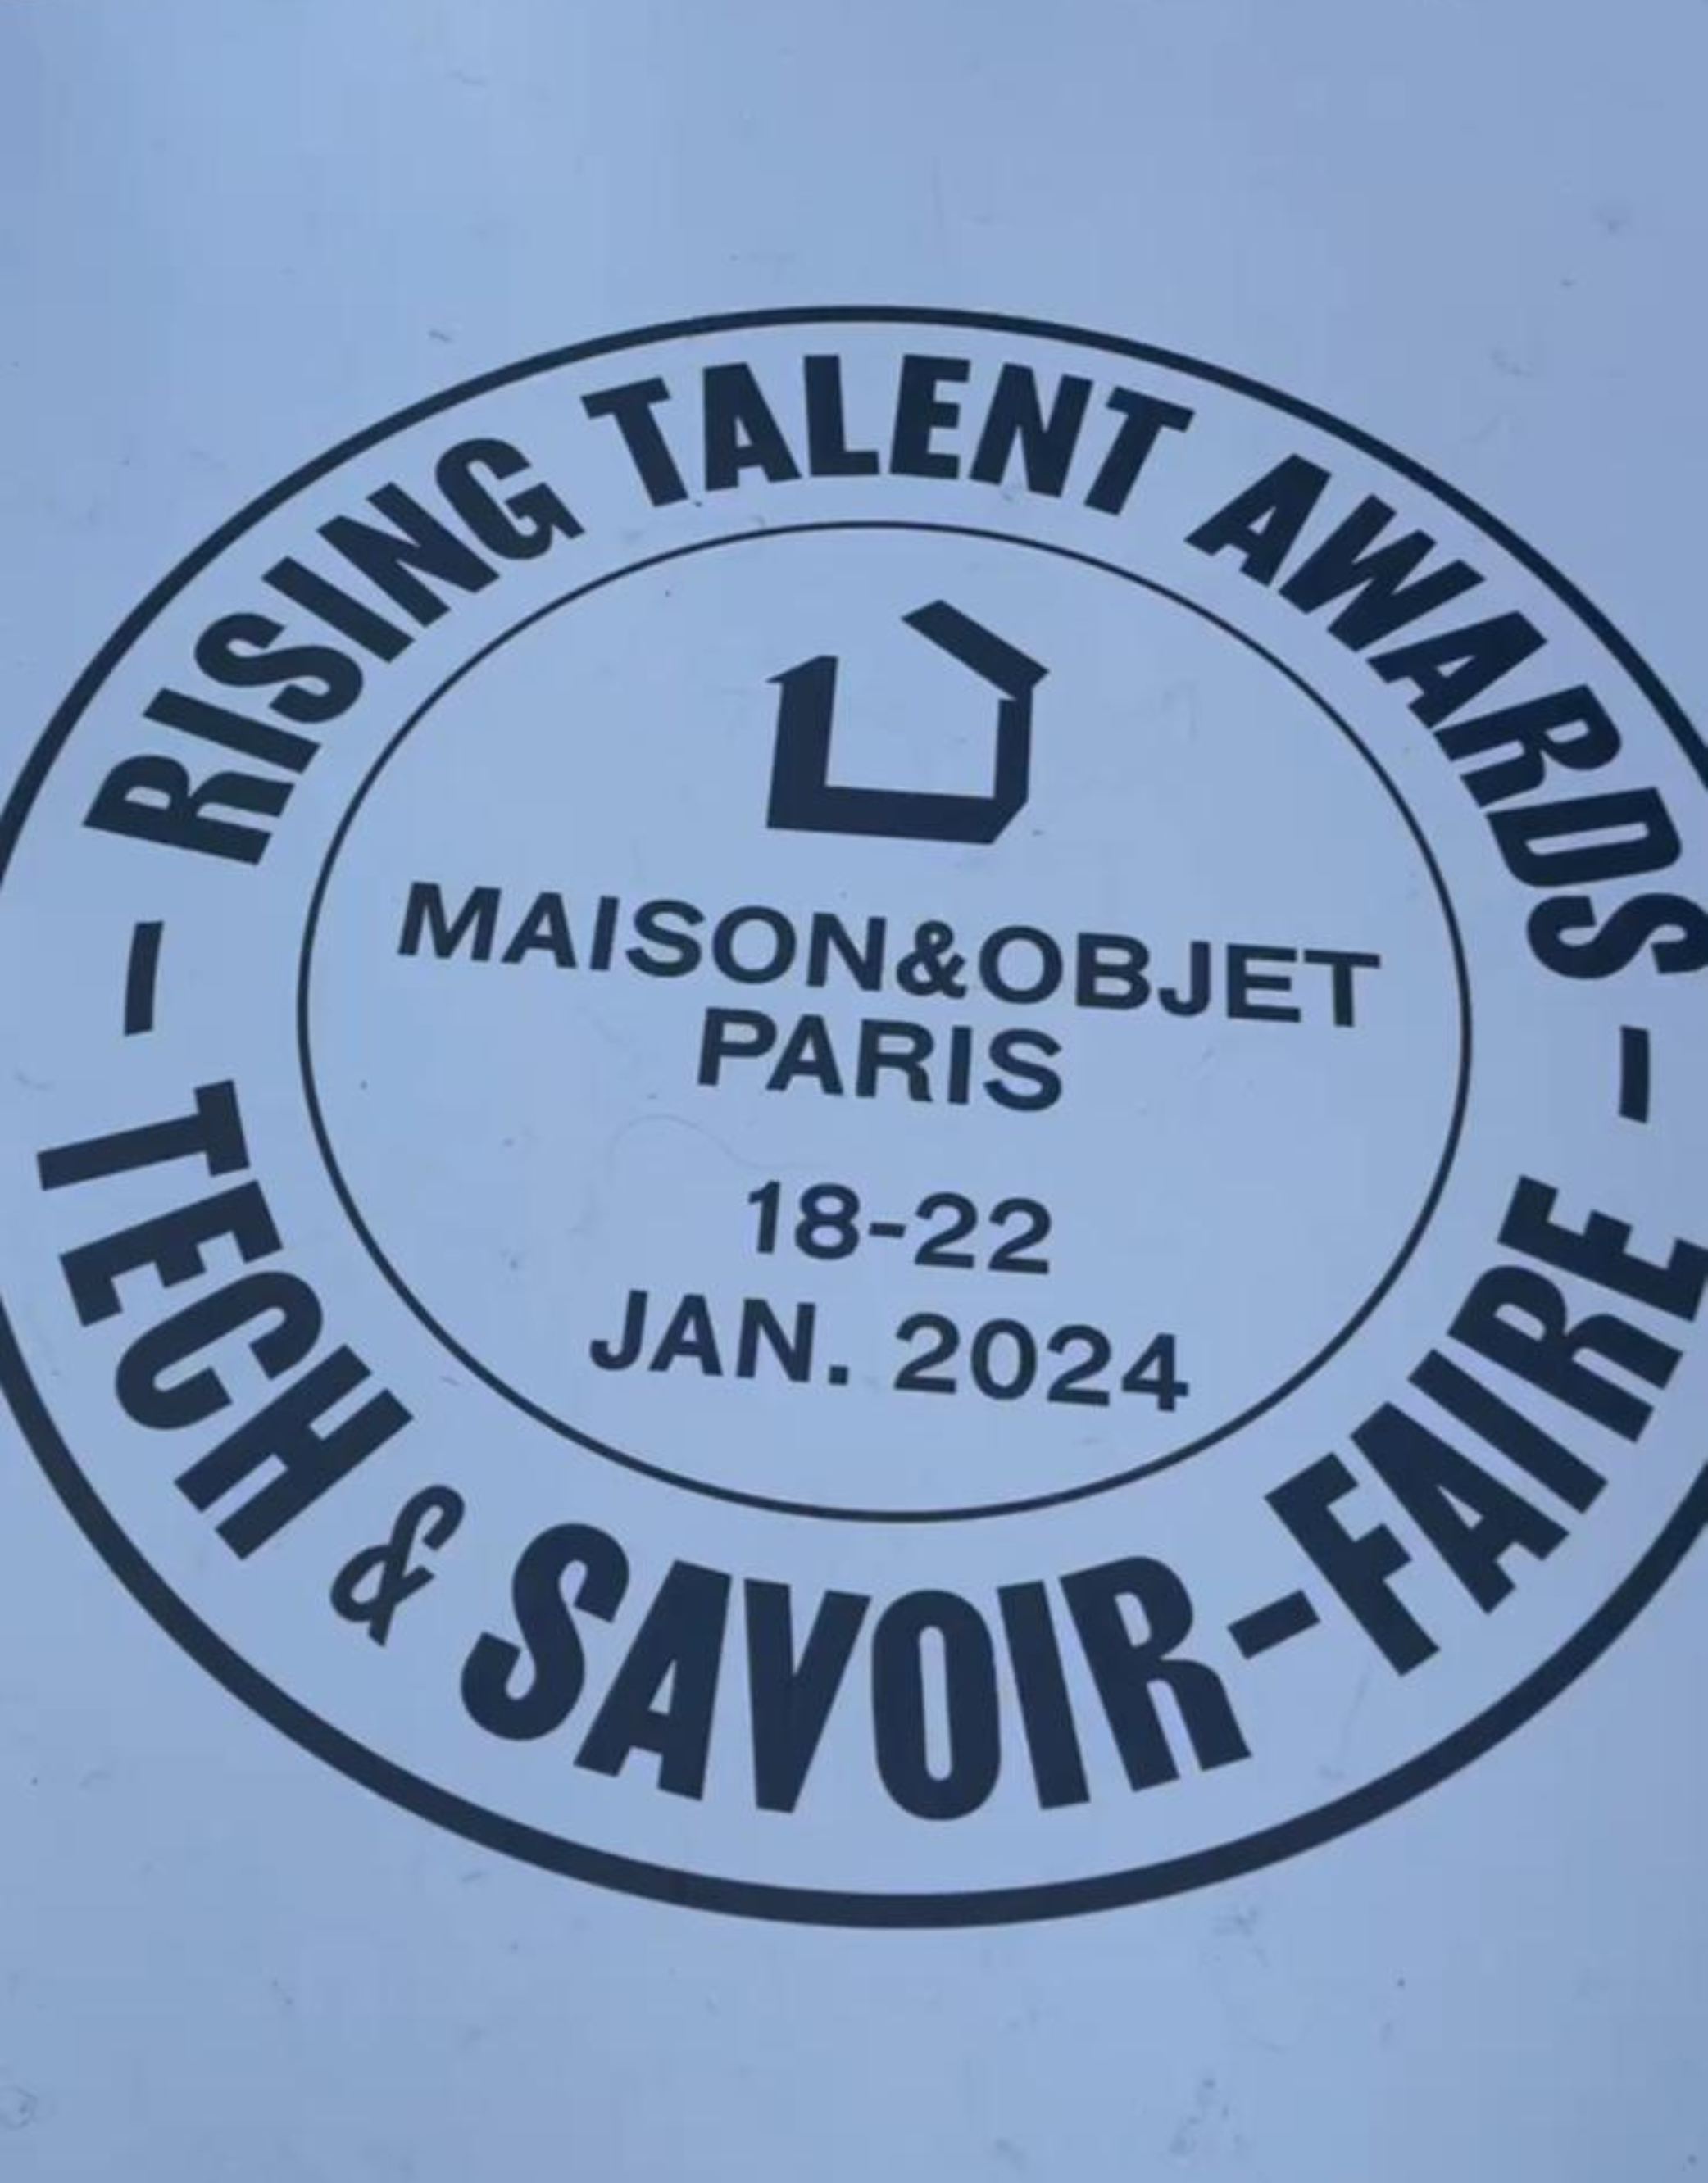 - RISING TALENT AWARDS -
MAISON&OBJET
PARIS
18-22
JAN. 2024
TECH & SAVOIR-FAIRE